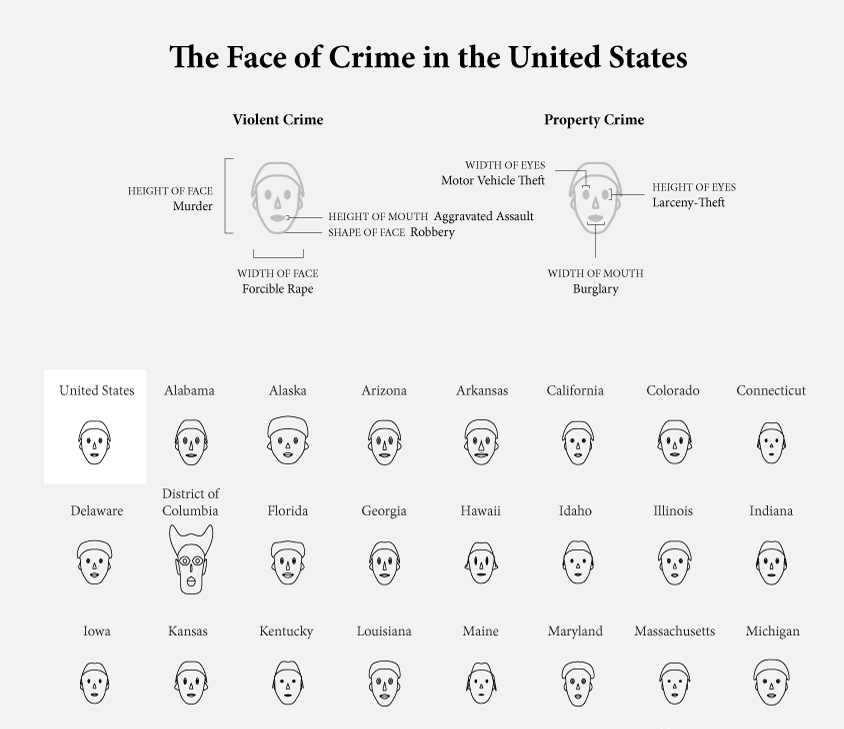 The Face of Crime in the United States
Violent Crime
Property Crime
HEIGHT OF FACE
Murder
HEIGHT OF MOUTH Aggravated Assault
SHAPE OF FACE Robbery
WIDTH OF FACE
Forcible Rape
WIDTH OF EYES
Motor Vehicle Theft
HEIGHT OF EYES
Larceny-Theft
WIDTH OF MOUTH
Burglary
United States Alabama Alaska Arizona Arkansas California Colorado Connecticut
Delaware District of Columbia Florida Georgia Hawaii Idaho Illinois Indiana
Iowa Kansas Kentucky Louisiana Maine Maryland Massachusetts Michigan